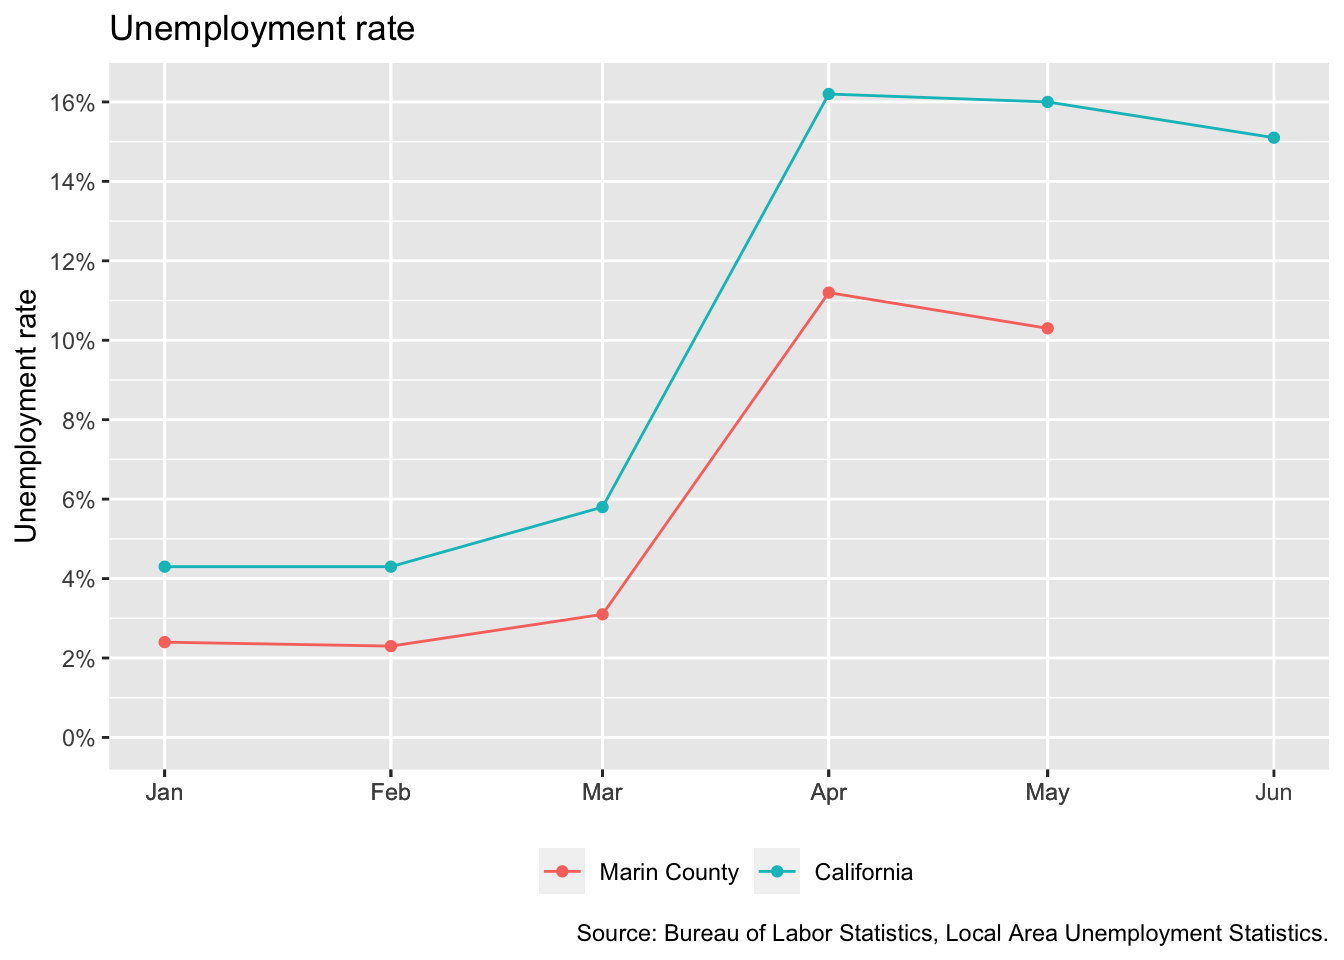 Unemployment rate
Unemployment rate
16%
14%
12%
10%
8%
6%
4%
2%
0%
Jan Feb Mar Apr May Jun
Marin County California
Source: Bureau of Labor Statistics, Local Area Unemployment Statistics.